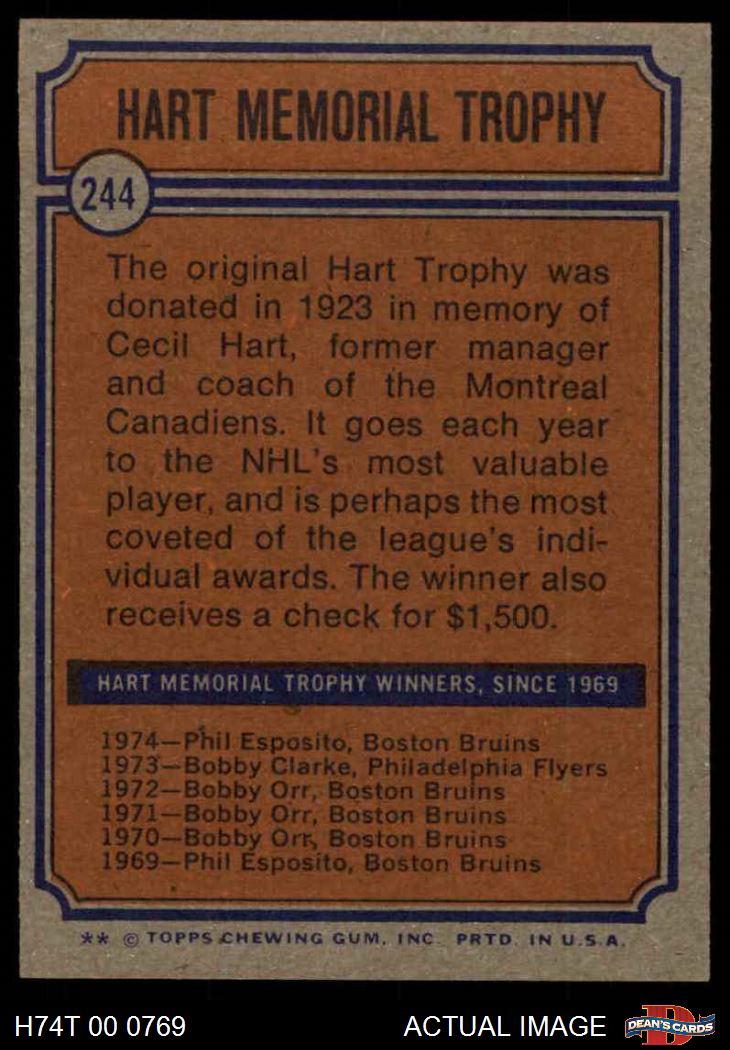 HART MEMORIAL TROPHY
244
The original Hart Trophy was
donated in 1923 in memory of
Cecil Hart, former manager
and coach of the Montreal
Canadiens. It goes each year
to the NHL's most valuable
player, and is perhaps the most
coveted of the league's indi-
vidual awards. The winner also
receives a check for $1,500.
HART MEMORIAL TROPHY WINNERS, SINCE 1969
1974—Phil Esposito, Boston Bruins
1973—Bobby Clarke, Philadelphia Flyers
1972—Bobby Orr, Boston Bruins
1971—Bobby Orr, Boston Bruins
1970—Bobby Orr, Boston Bruins
1969—Phil Esposito, Boston Bruins
** © TOPPS CHEWING GUM, INC. PRTD. IN U.S.A.
H74T 00 0769 ACTUAL IMAGE D DEAN'S CARDS